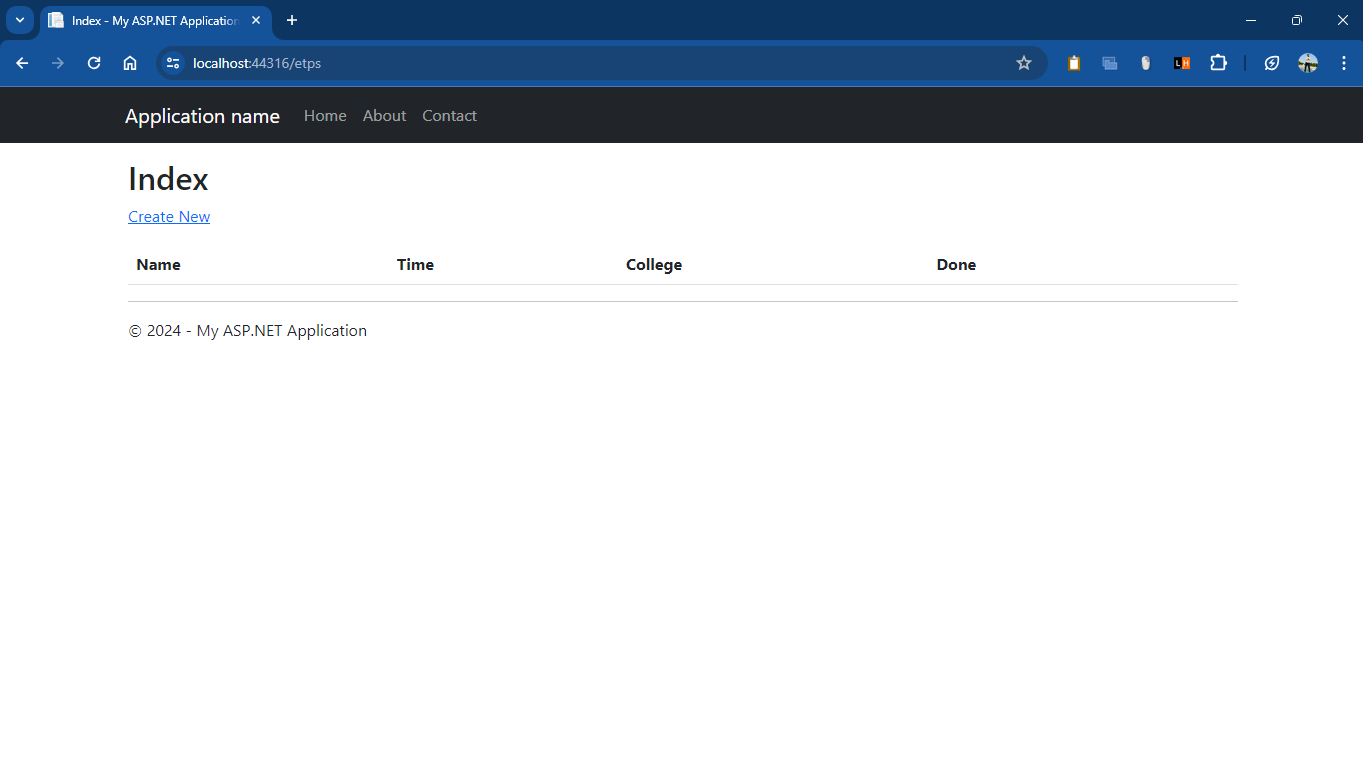 Index - My ASP.NET Application
localhost:44316/etps
Application name Home About Contact
Index
Create New
Name Time College Done
© 2024 - My ASP.NET Application